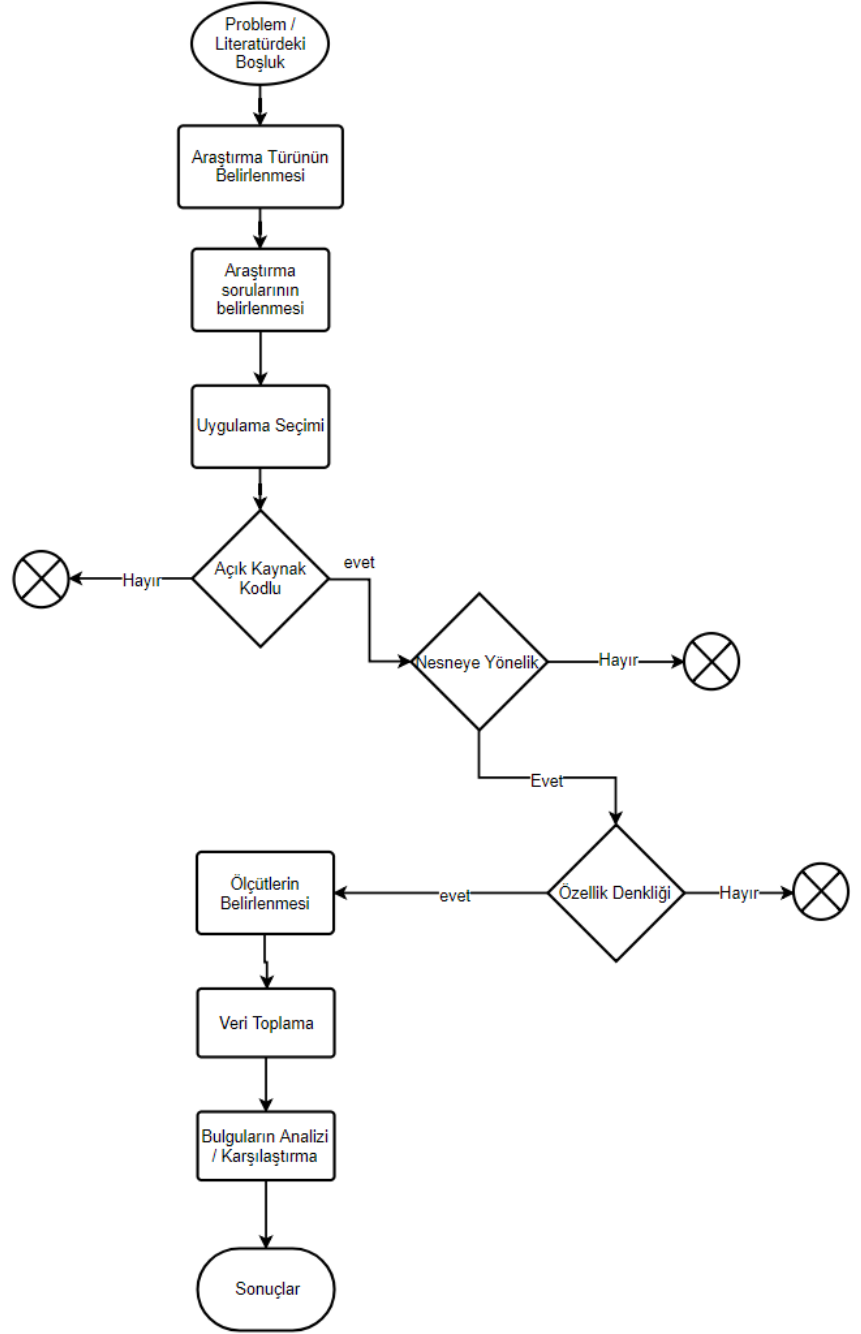 Problem /
Literatürdeki
Boşluk
Araştırma Türünün
Belirlenmesi
Araştırma
sorularının
belirlenmesi
Uygulama Seçimi
Açık Kaynak
Kodlu
Hayır
evet
Nesneye Yönelik
Hayır
Evet
Özellik Denkliği
Hayır
evet
Ölçütlerin
Belirlenmesi
Veri Toplama
Bulguların Analizi
/ Karşılaştırma
Sonuçlar